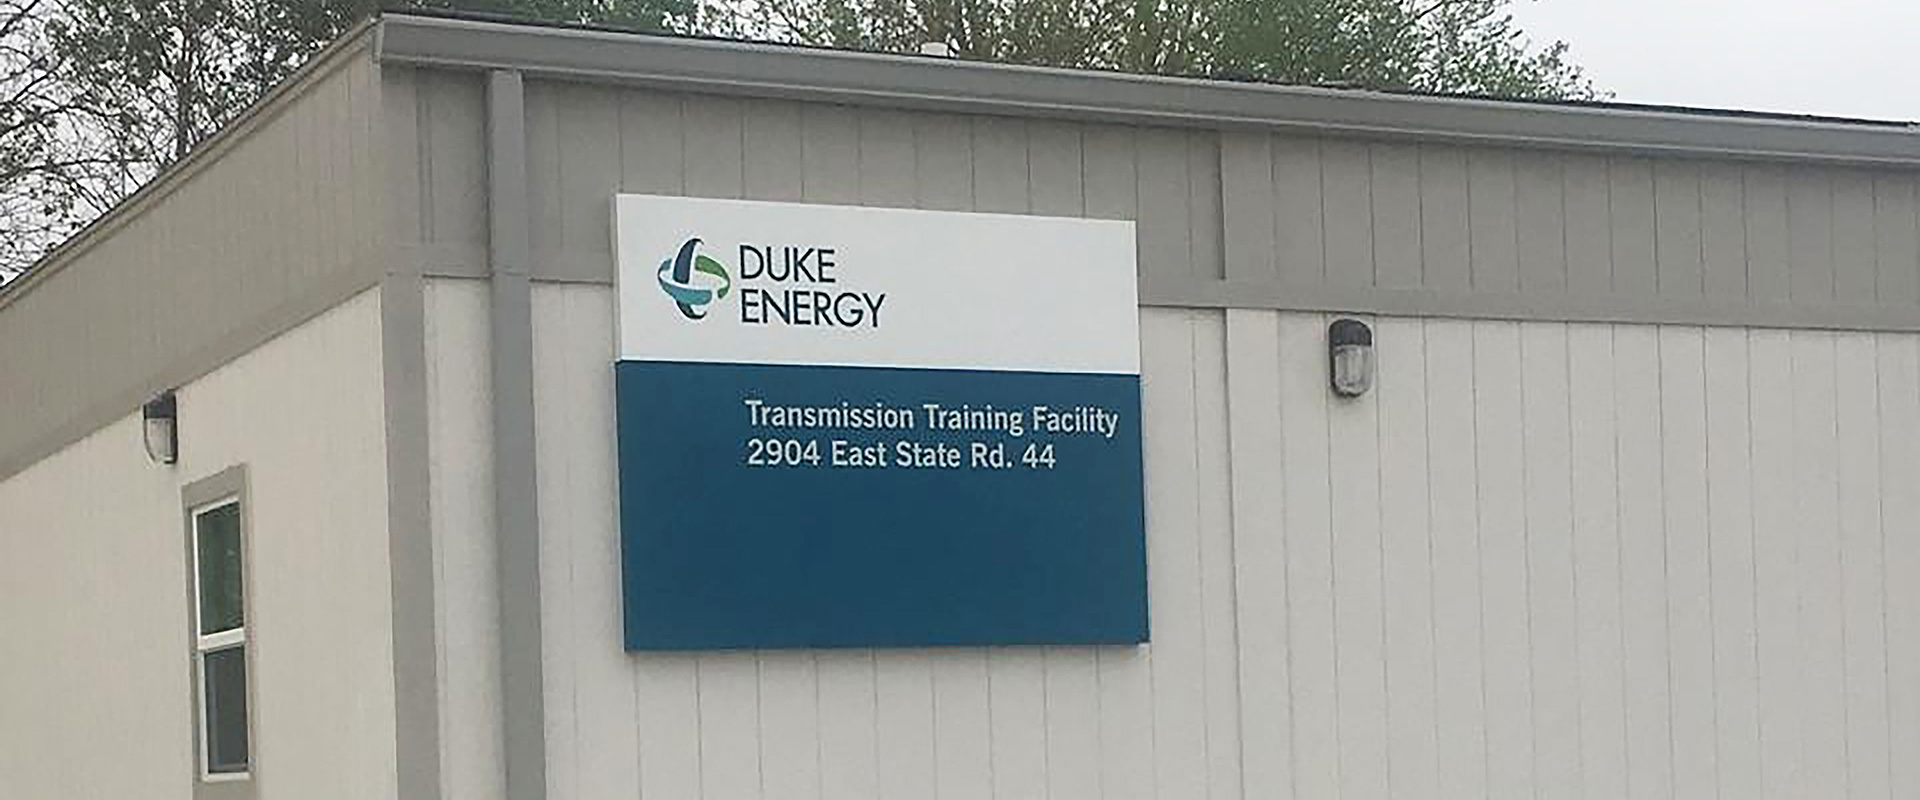 DUKE
ENERGY
Transmission Training Facility
2904 East State Rd. 44